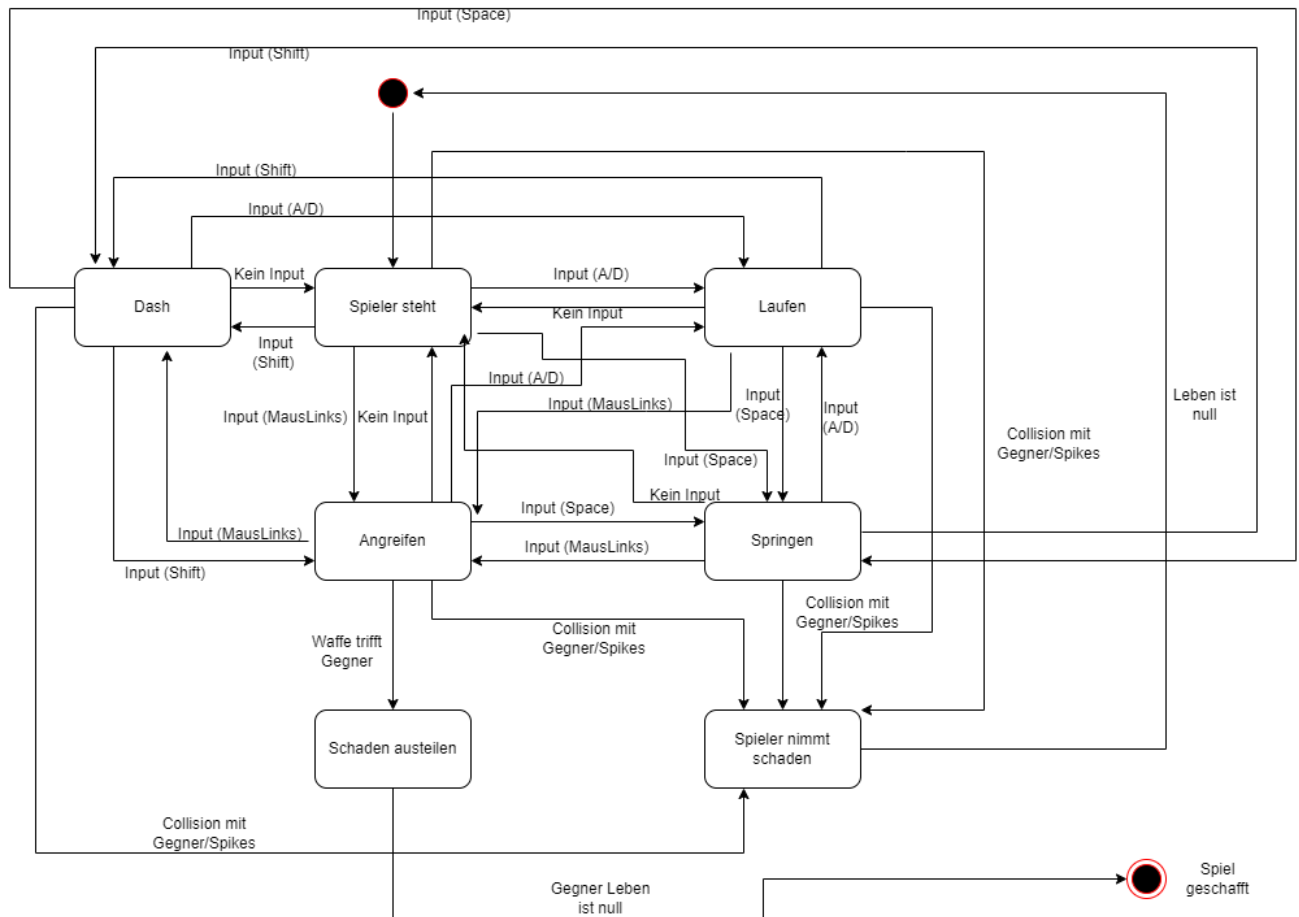 Input (Space)
Input (Shift)
Input (Shift)
Input (A/D)
Kein Input
Input (A/D)
Dash
Spieler steht
Laufen
Kein Input
Input
(Shift)
Input (A/D)
Input (MausLinks)
Kein Input
Input (MausLinks)
Input
(Space)
Input
(A/D)
Leben ist
null
Collision mit
Gegner/Spikes
Input (Space)
Kein Input
Input (Space)
Input (MausLinks)
Angreifen
Springen
Input (MausLinks)
Input (Shift)
Collision mit
Gegner/Spikes
Waffe trifft
Gegner
Collision mit
Gegner/Spikes
Schaden austeilen
Spieler nimmt
schaden
Collision mit
Gegner/Spikes
Spiel
geschafft
Gegner Leben
ist null